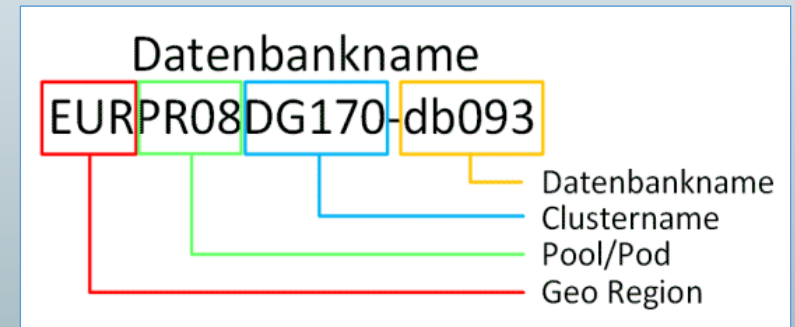 Datenbankname
EURPR08DG170-db093
Datenbankname
Clustername
Pool/Pod
Geo Region